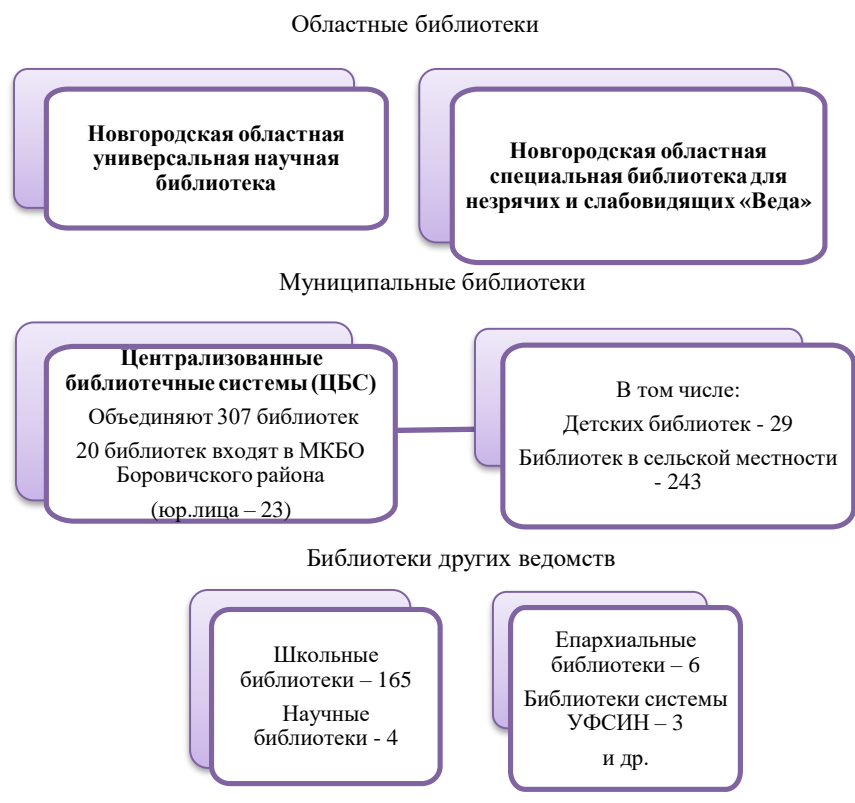 Областные библиотеки
Новгородская областная
универсальная научная
библиотека
Новгородская областная
специальная библиотека для
незрячих и слабовидящих «Веда»
Муниципальные библиотеки
Централизованные
библиотечные системы (ЦБС)
Объединяют 307 библиотек
20 библиотек входят в МКБО
Боровичского района
(юр.лица – 23)
В том числе:
Детских библиотек - 29
Библиотек в сельской местности
- 243
Библиотеки других ведомств
Школьные
библиотеки – 165
Научные
библиотеки - 4
Епархиальные
библиотеки – 6
Библиотеки системы
УФСИН – 3
и др.